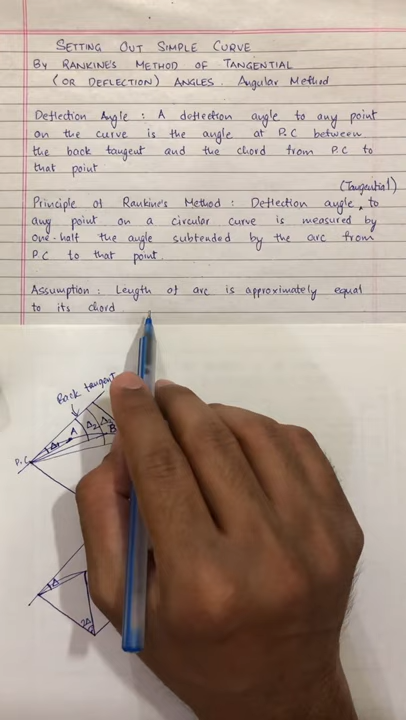 SETTING OUT SIMPLE CURVE
BY RANKINE'S METHOD OF TANGENTIAL
(OR DEFLECTION) ANGLES. Angular Method
Deflection Angle : A deflection angle to any point
on the curve is the angle at P.C between
the back tangent and the chord from P.C to
that point
(Tangential)
Principle of Rankine's Method : Deflection angle, to
any point on a circular curve is measured by
one-half the angle subtended by the arc from
P.C to that point.
Assumption : Length of arc is approximately equal
to its chord
Back tangent
A Δ2 Δ3
Δ1 B
P.C
Δ
2Δ